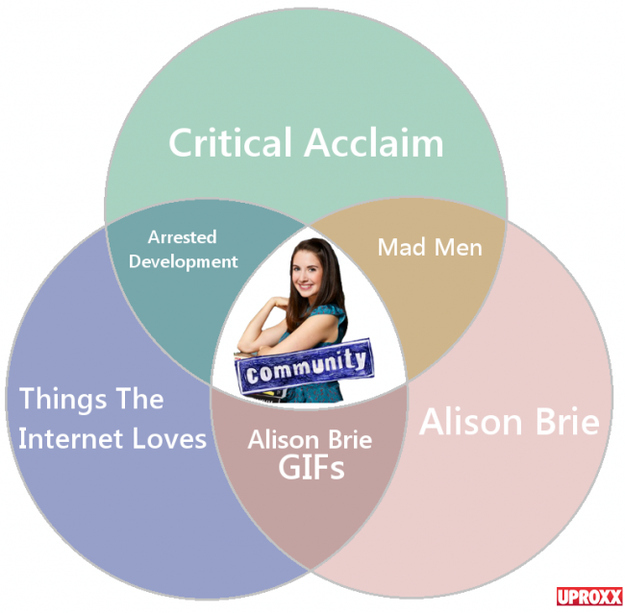 Critical Acclaim
Arrested
Development
Mad Men
community
Things The
Internet Loves
Alison Brie
GIFs
Alison Brie
UPROXX